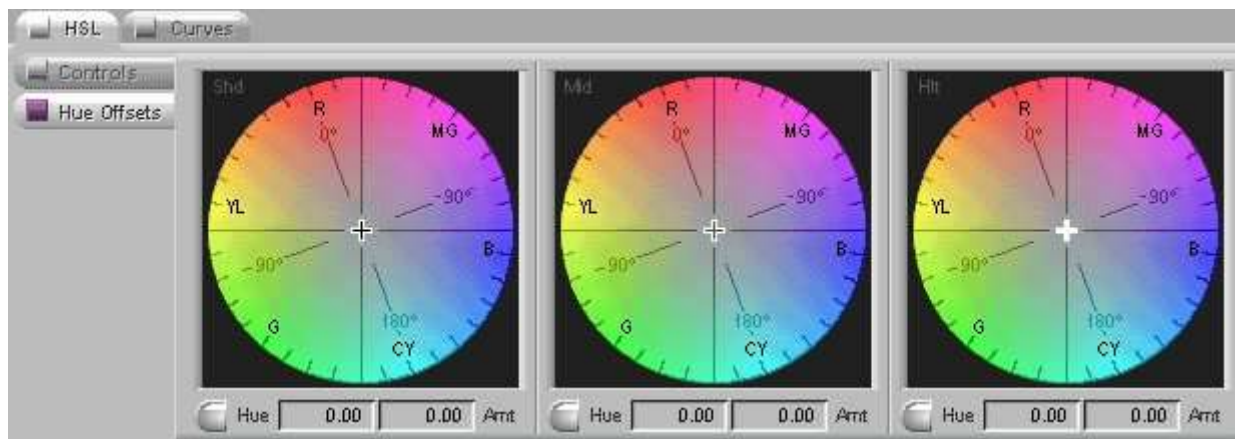 HSL Curves
Controls
Hue Offsets
Shd
R
0°
MG
-90°
YL
B
-90°
G
180°
CY
Hue 0.00 0.00 Amt
Mid
R
0°
MG
-90°
YL
B
-90°
G
180°
CY
Hue 0.00 0.00 Amt
Hlt
R
0°
MG
-90°
YL
B
-90°
G
180°
CY
Hue 0.00 0.00 Amt